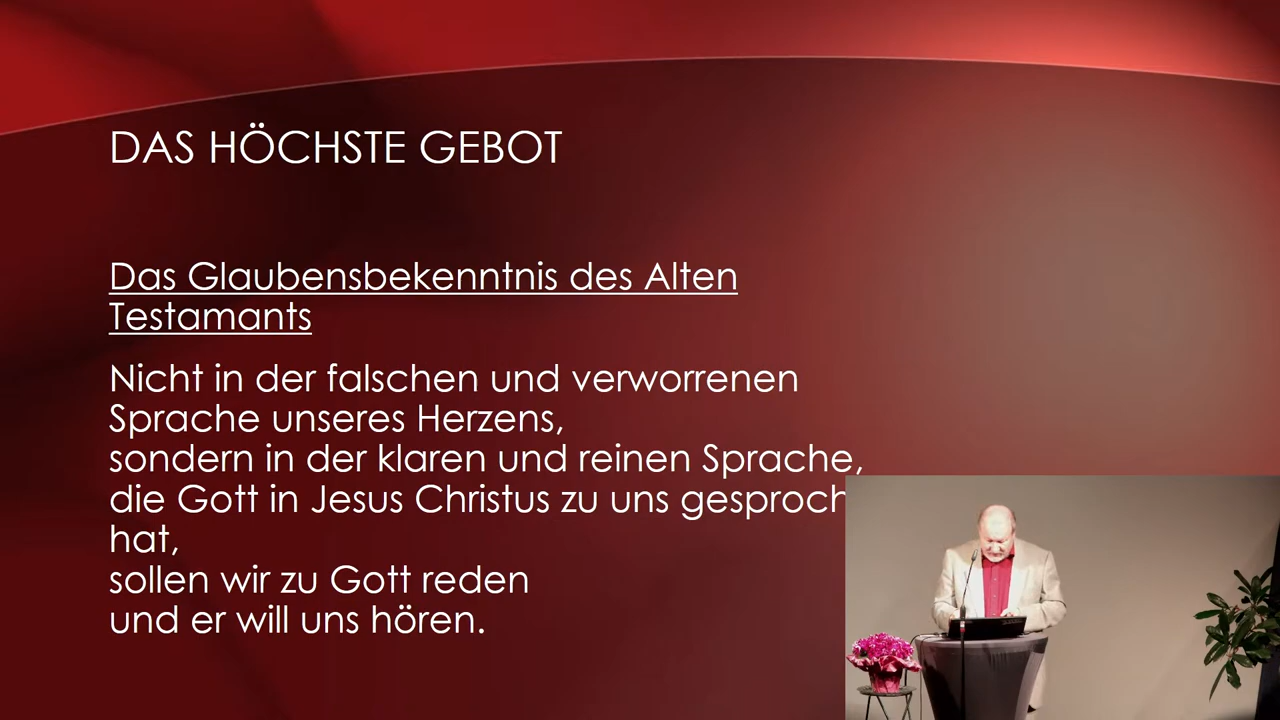 DAS HÖCHSTE GEBOT
Das Glaubensbekenntnis des Alten
Testamants
Nicht in der falschen und verworrenen
Sprache unseres Herzens,
sondern in der klaren und reinen Sprache,
die Gott in Jesus Christus zu uns gesproch
hat,
sollen wir zu Gott reden
und er will uns hören.